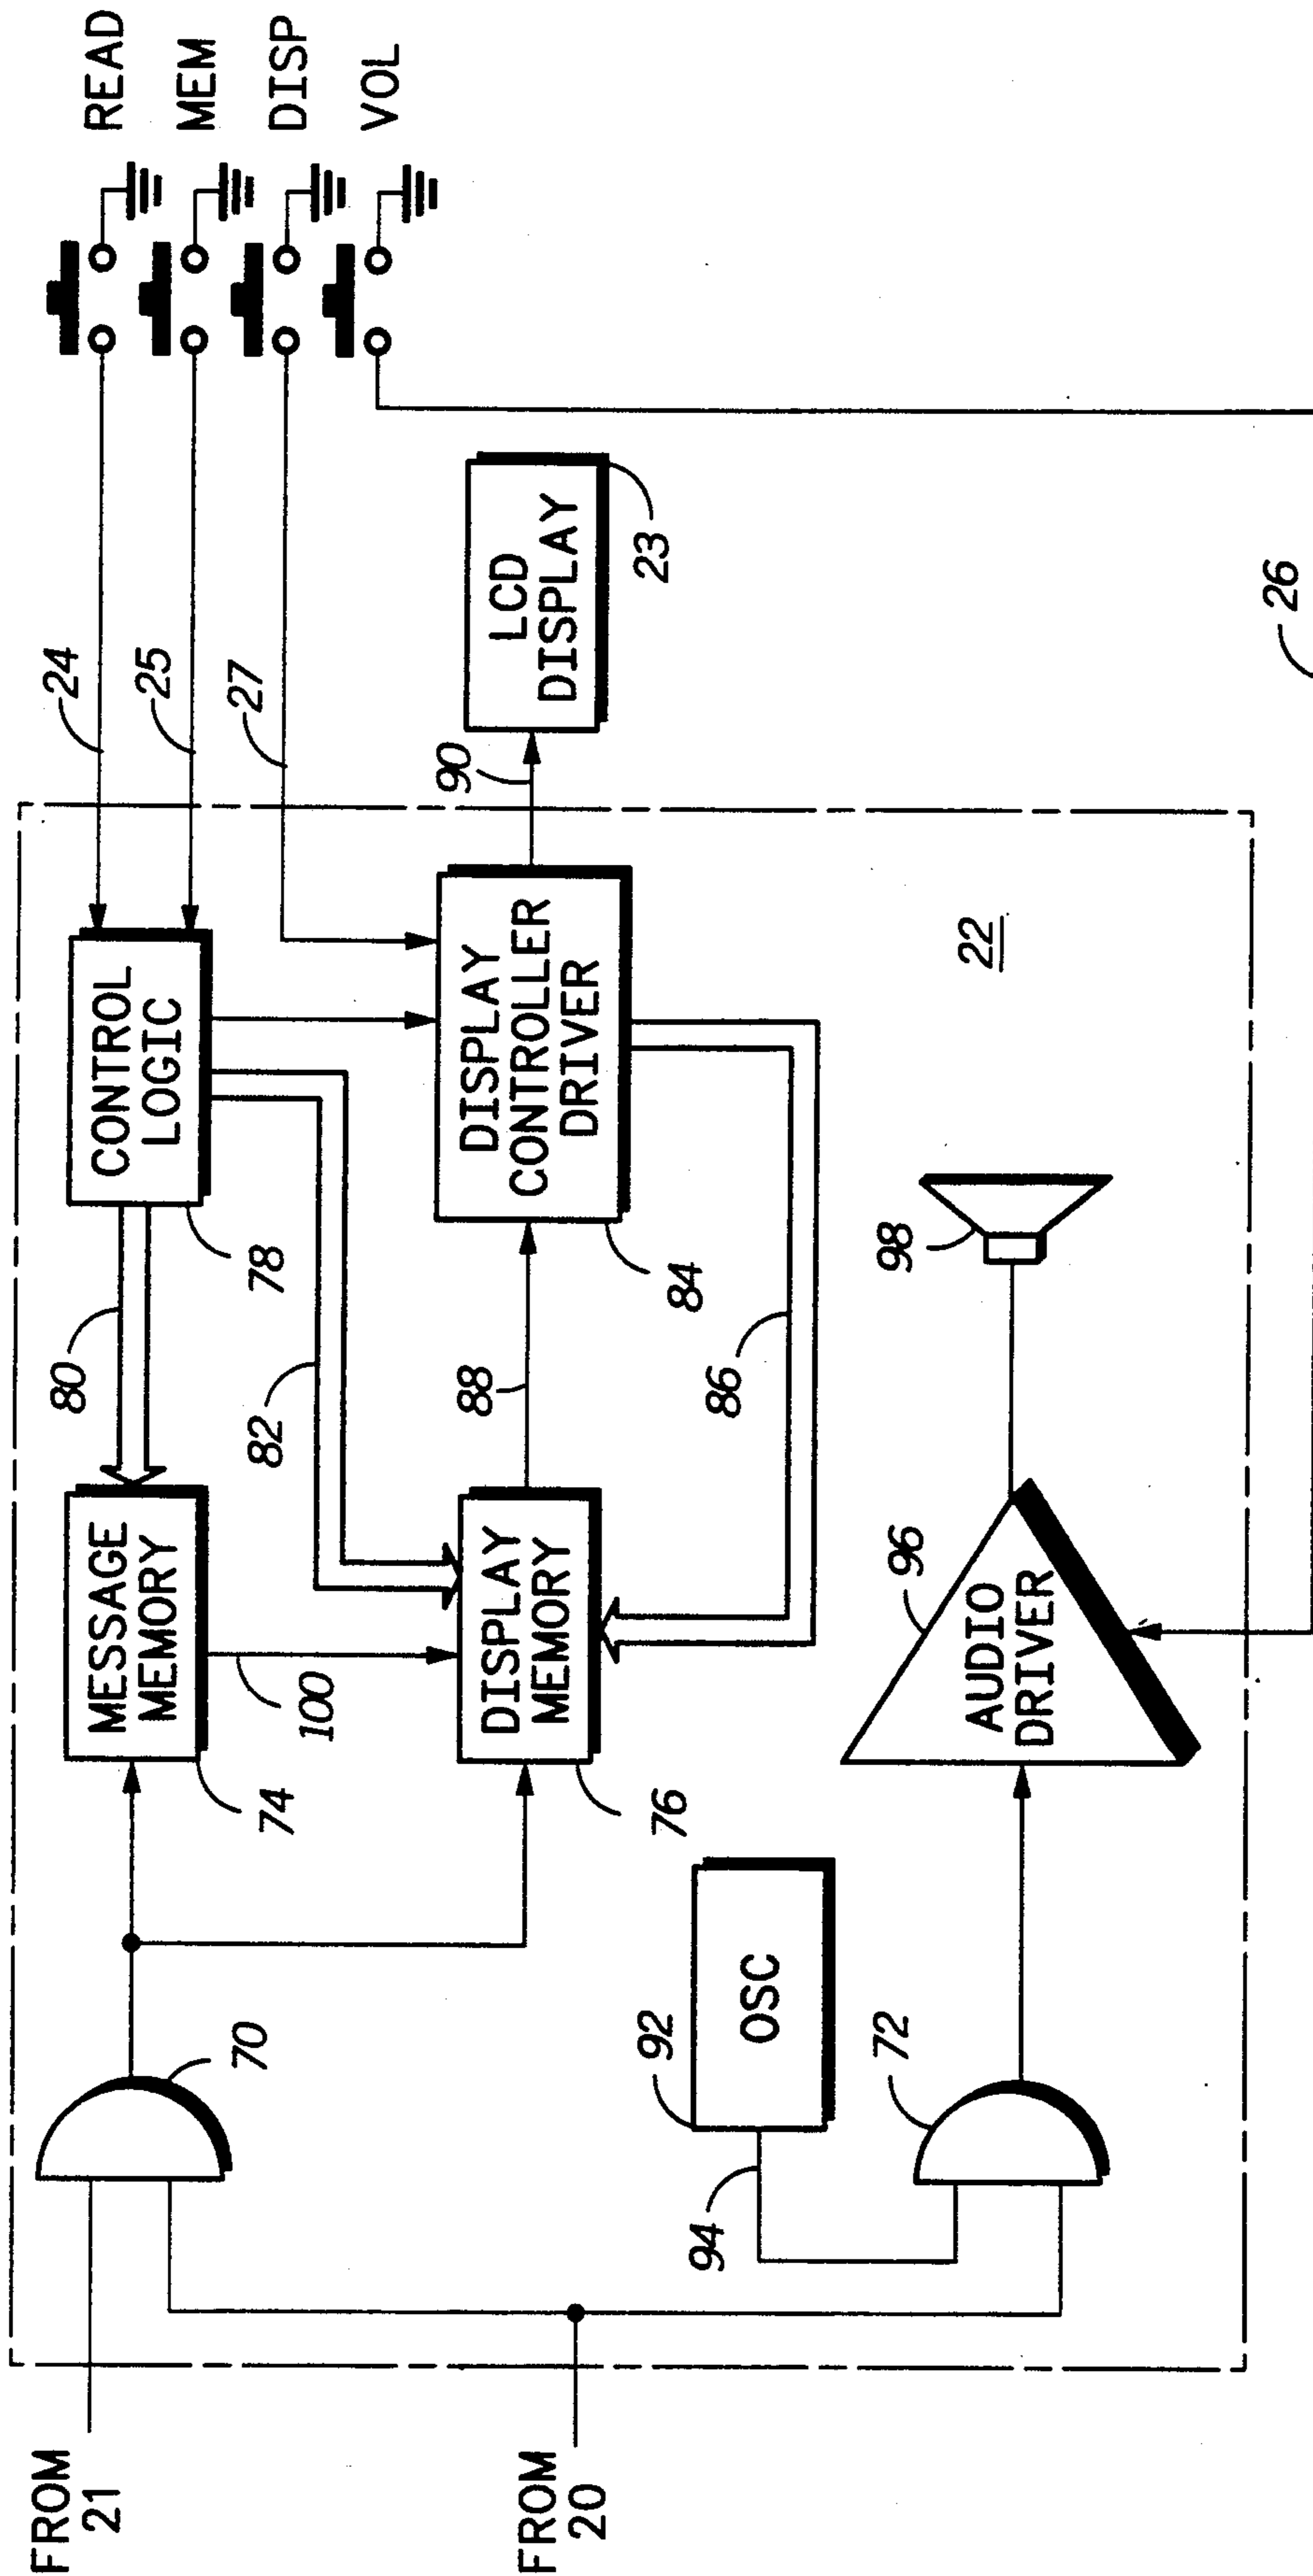 FROM
21
FROM
20
70
74
MESSAGE
MEMORY
80
78
CONTROL
LOGIC
24
25
27
READ
MEM
DISP
VOL
100
82
76
DISPLAY
MEMORY
88
84
DISPLAY
CONTROLLER
DRIVER
90
LCD
DISPLAY
23
86
92
OSC
94
72
96
AUDIO
DRIVER
98
22
26